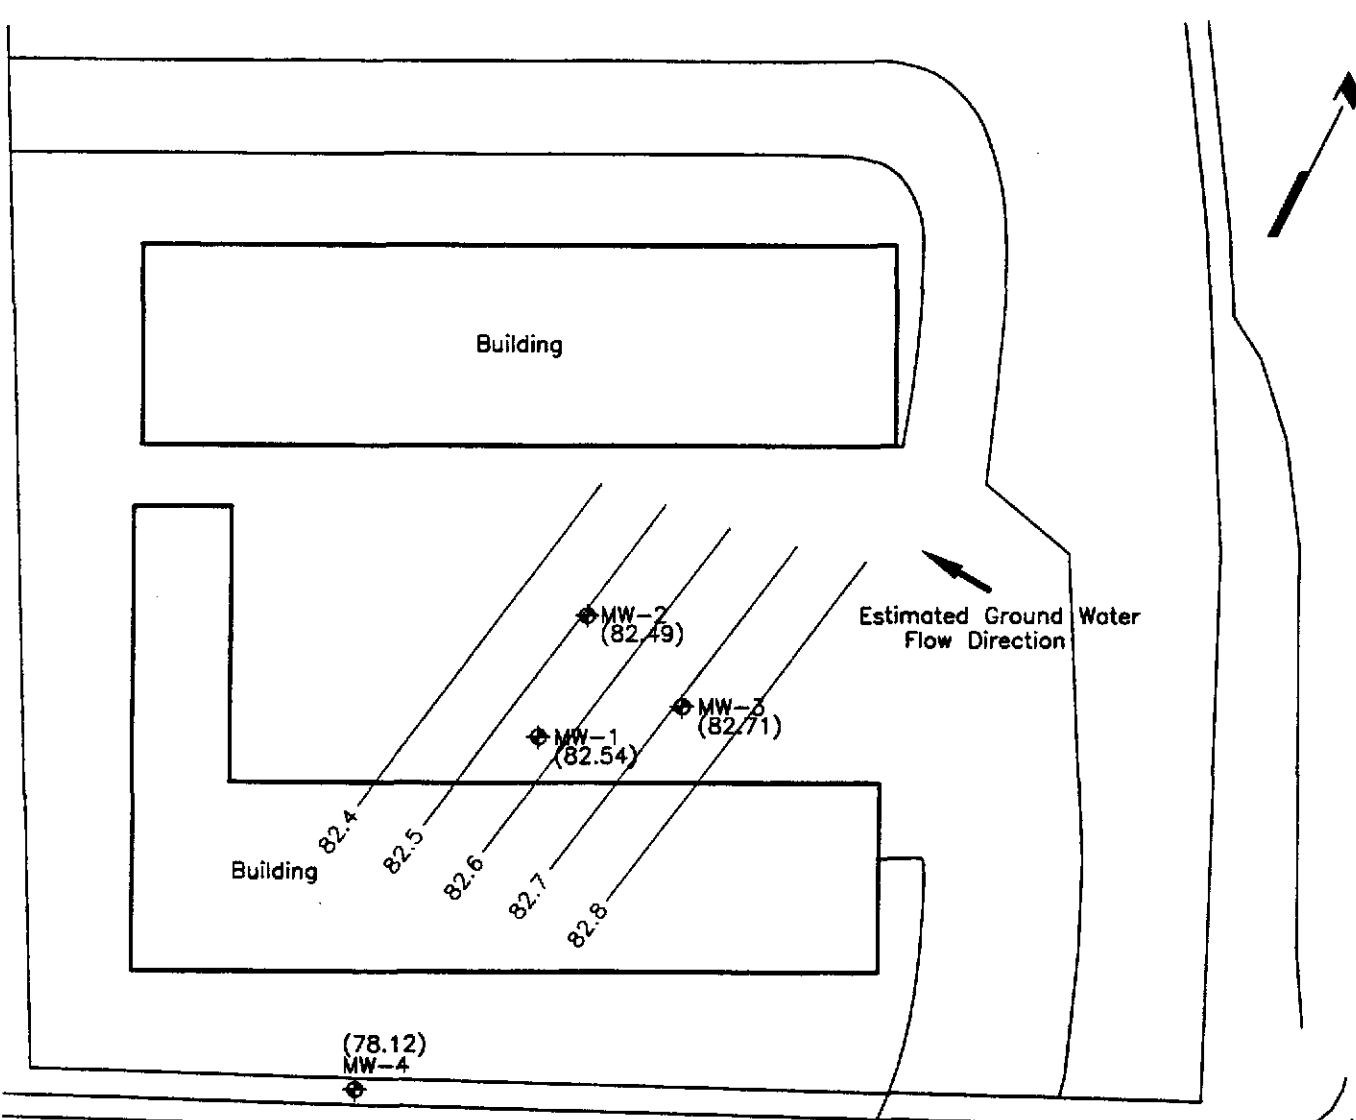 Building
MW-2
(82.49)
Estimated Ground Water
Flow Direction
MW-3
(82.71)
MW-1
(82.54)
82.4
82.5
82.6
82.7
82.8
Building
(78.12)
MW-4